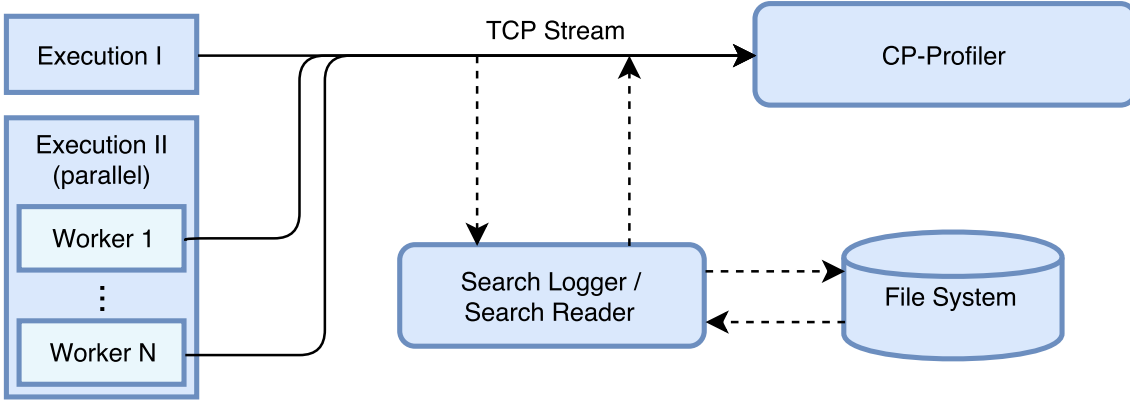 Execution I
TCP Stream
CP-Profiler
Execution II
(parallel)
Worker 1
⋮
Worker N
Search Logger /
Search Reader
File System